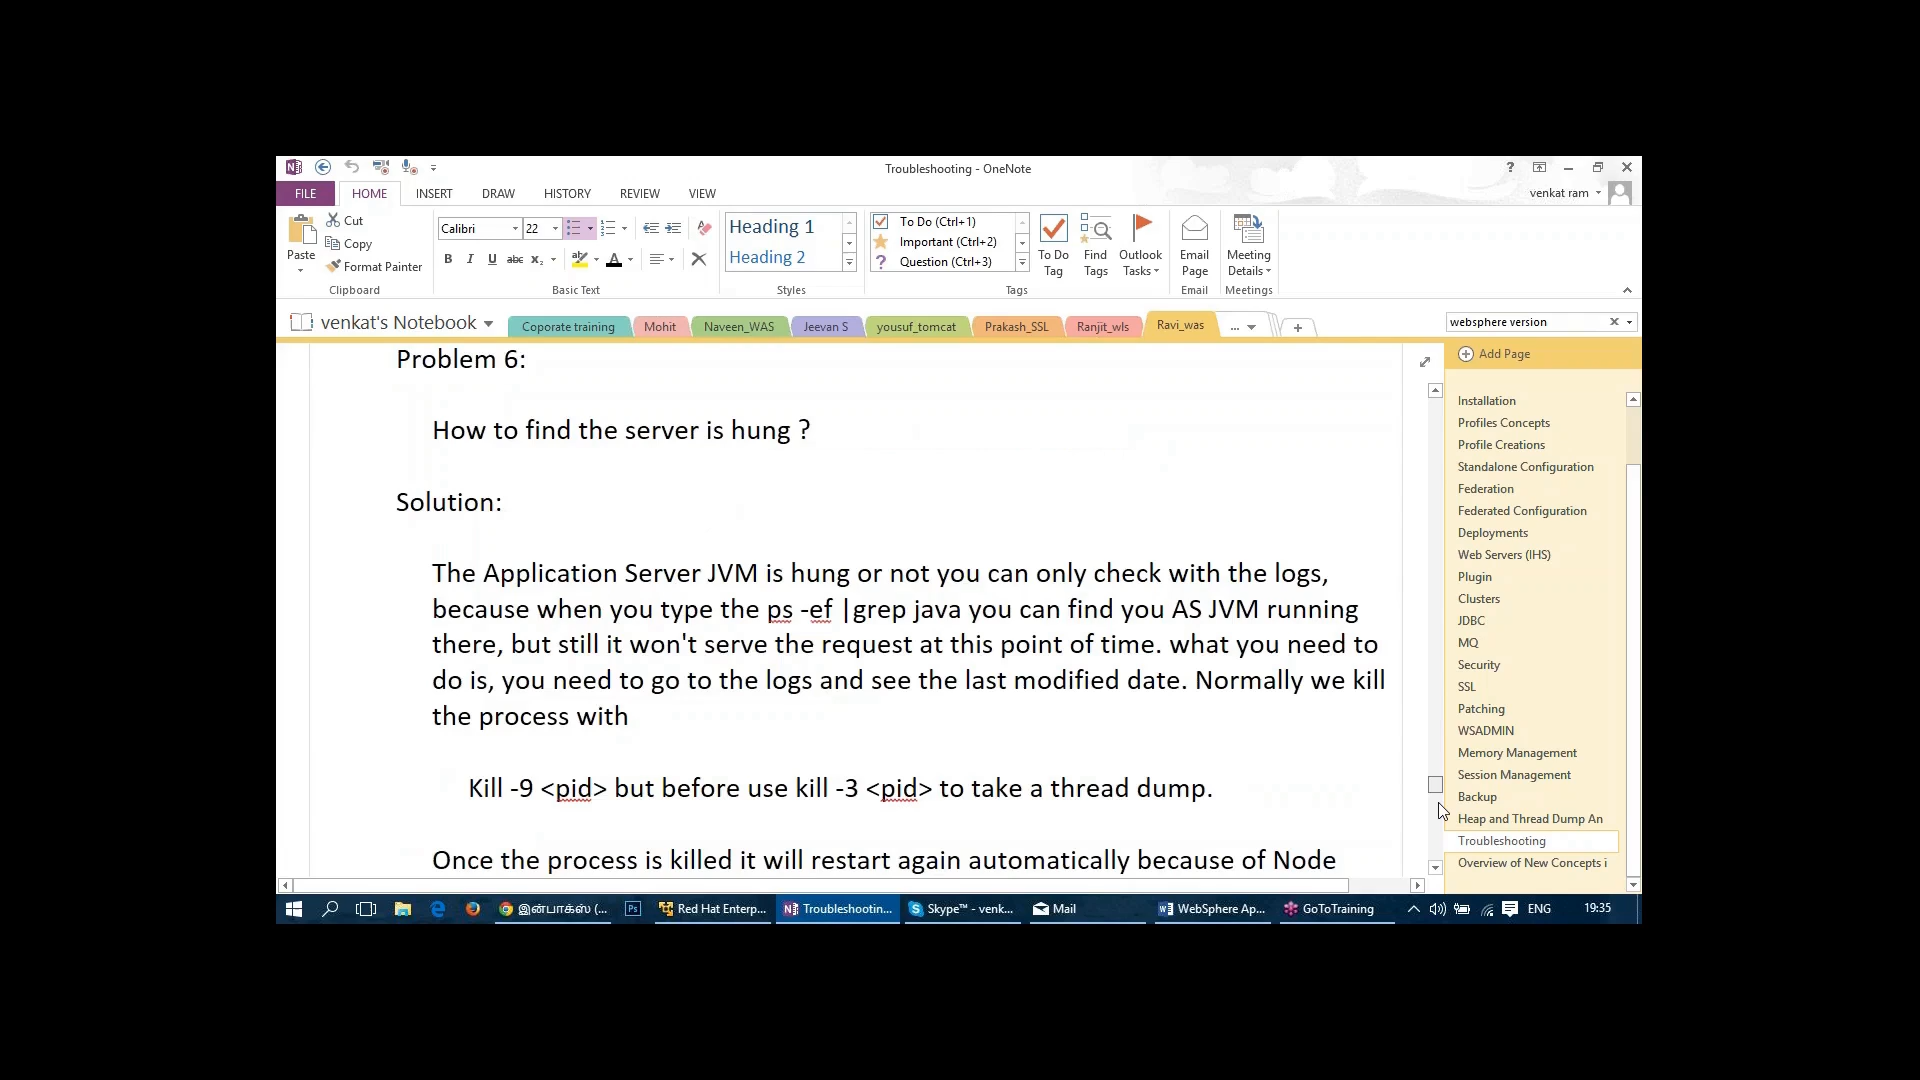 Troubleshooting - OneNote
?
venkat ram
FILE
HOME
INSERT
DRAW
HISTORY
REVIEW
VIEW
Paste
Cut
Copy
Format Painter
Clipboard
Calibri
22
B I U abc x₂
A
Basic Text
Heading 1
Heading 2
Styles
To Do (Ctrl+1)
Important (Ctrl+2)
? Question (Ctrl+3)
To Do
Tag
Find
Tags
Outlook
Tasks
Tags
Email
Page
Email
Meeting
Details
Meetings
venkat's Notebook
Coporate training
Mohit
Naveen_WAS
Jeevan S
yousuf_tomcat
Prakash_SSL
Ranjit_wls
Ravi_was
...
+
websphere version
Problem 6:
How to find the server is hung ?
Solution:
The Application Server JVM is hung or not you can only check with the logs,
because when you type the ps -ef |grep java you can find you AS JVM running
there, but still it won't serve the request at this point of time. what you need to
do is, you need to go to the logs and see the last modified date. Normally we kill
the process with
Kill -9 <pid> but before use kill -3 <pid> to take a thread dump.
Once the process is killed it will restart again automatically because of Node
Add Page
Installation
Profiles Concepts
Profile Creations
Standalone Configuration
Federation
Federated Configuration
Deployments
Web Servers (IHS)
Plugin
Clusters
JDBC
MQ
Security
SSL
Patching
WSADMIN
Memory Management
Session Management
Backup
Heap and Thread Dump An
Troubleshooting
Overview of New Concepts i
இன்பாக்ஸ் (...
Ps
Red Hat Enterp...
Troubleshootin...
Skype™ - venk...
Mail
WebSphere Ap...
GoToTraining
ENG
19:35